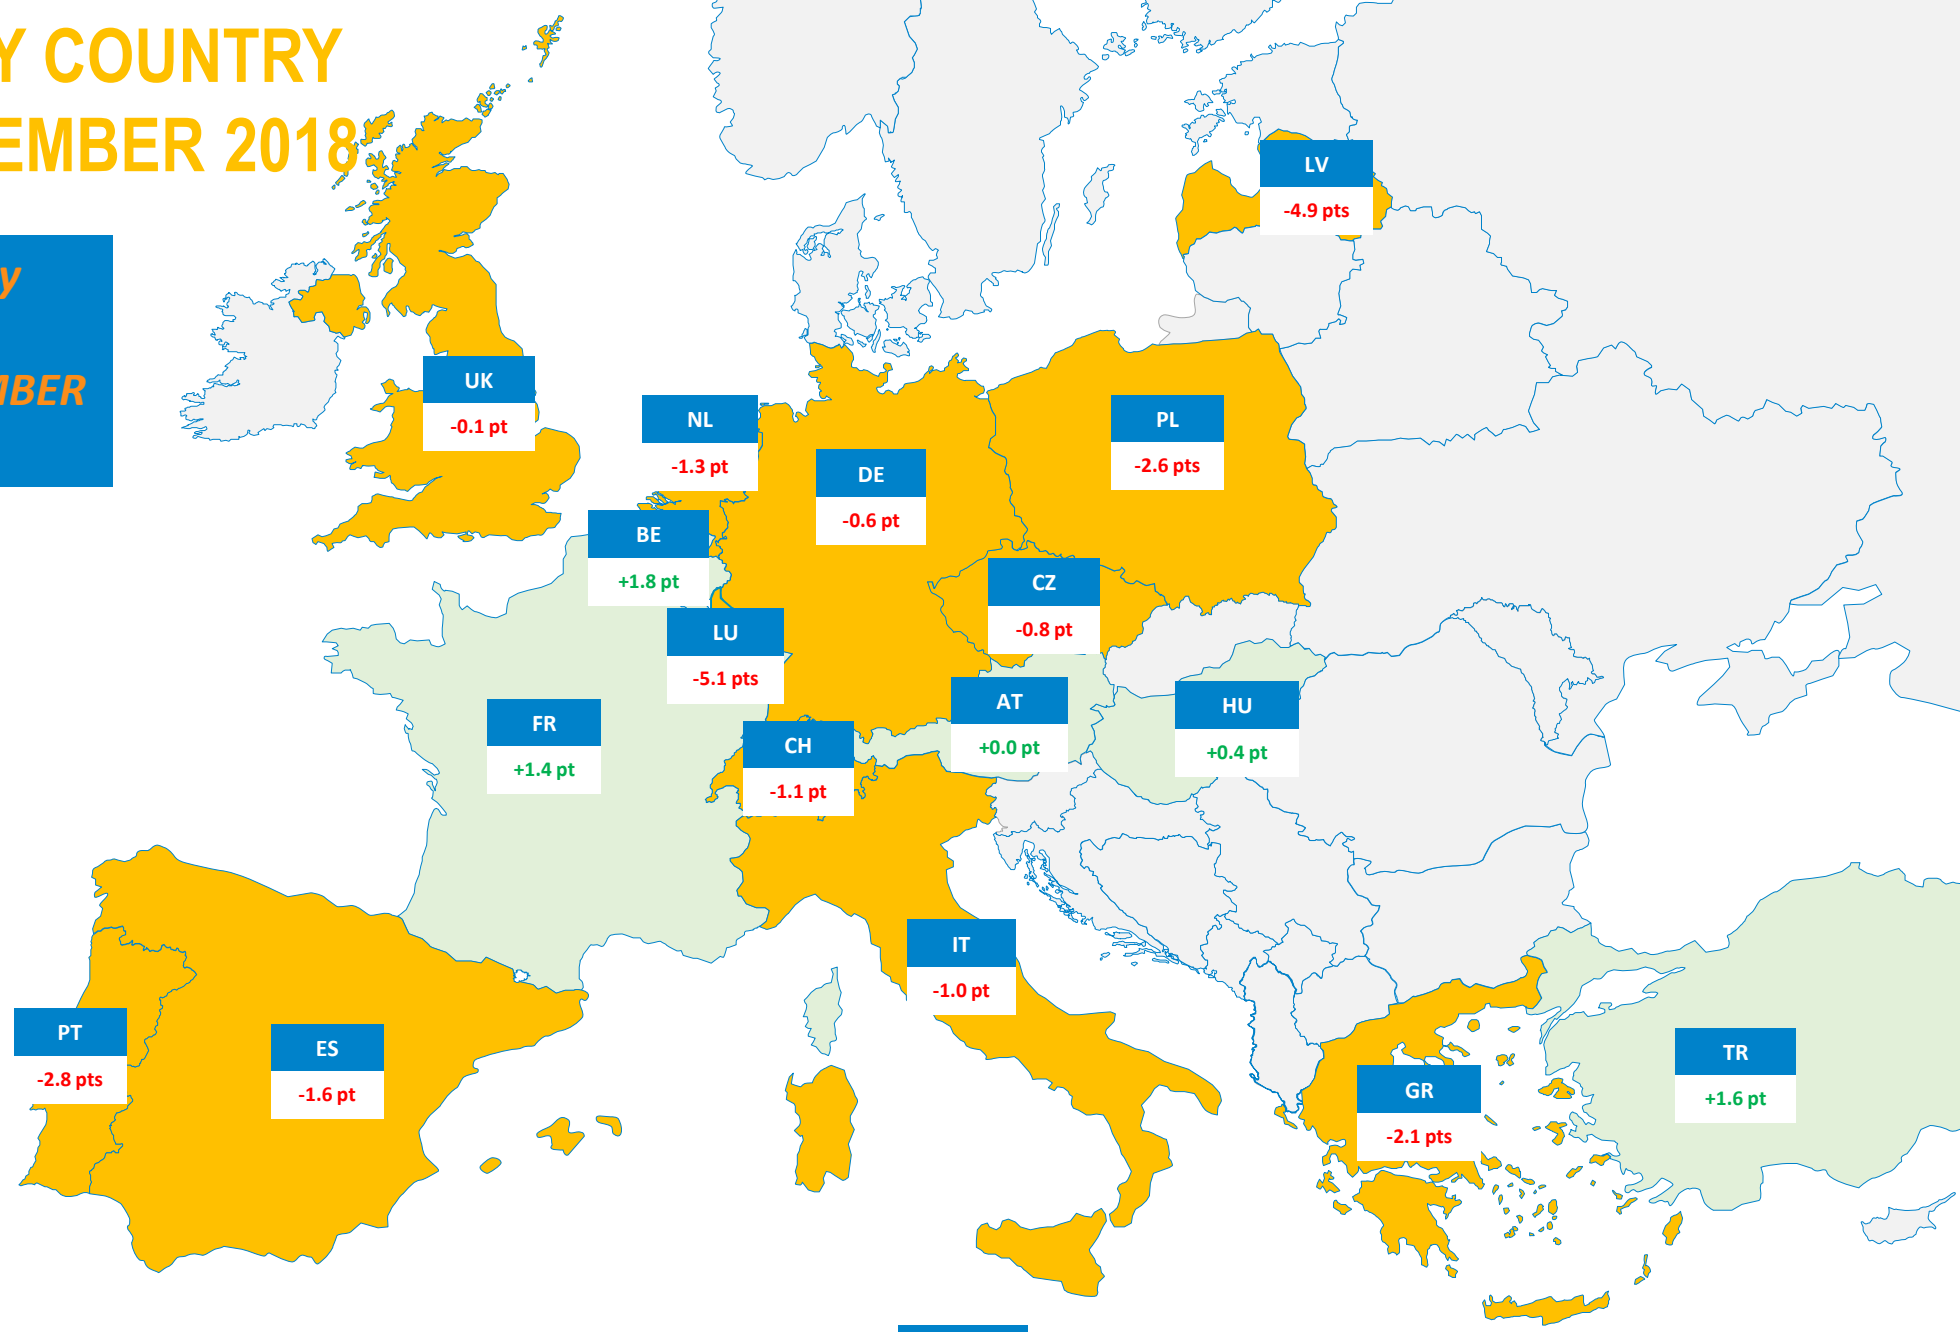 Y COUNTRY
EMBER 2018
y
MBER
LV
-4.9 pts
UK
-0.1 pt
NL
-1.3 pt
PL
-2.6 pts
DE
-0.6 pt
BE
+1.8 pt
CZ
-0.8 pt
LU
-5.1 pts
AT
+0.0 pt
HU
+0.4 pt
FR
+1.4 pt
CH
-1.1 pt
IT
-1.0 pt
PT
-2.8 pts
ES
-1.6 pt
TR
+1.6 pt
GR
-2.1 pts